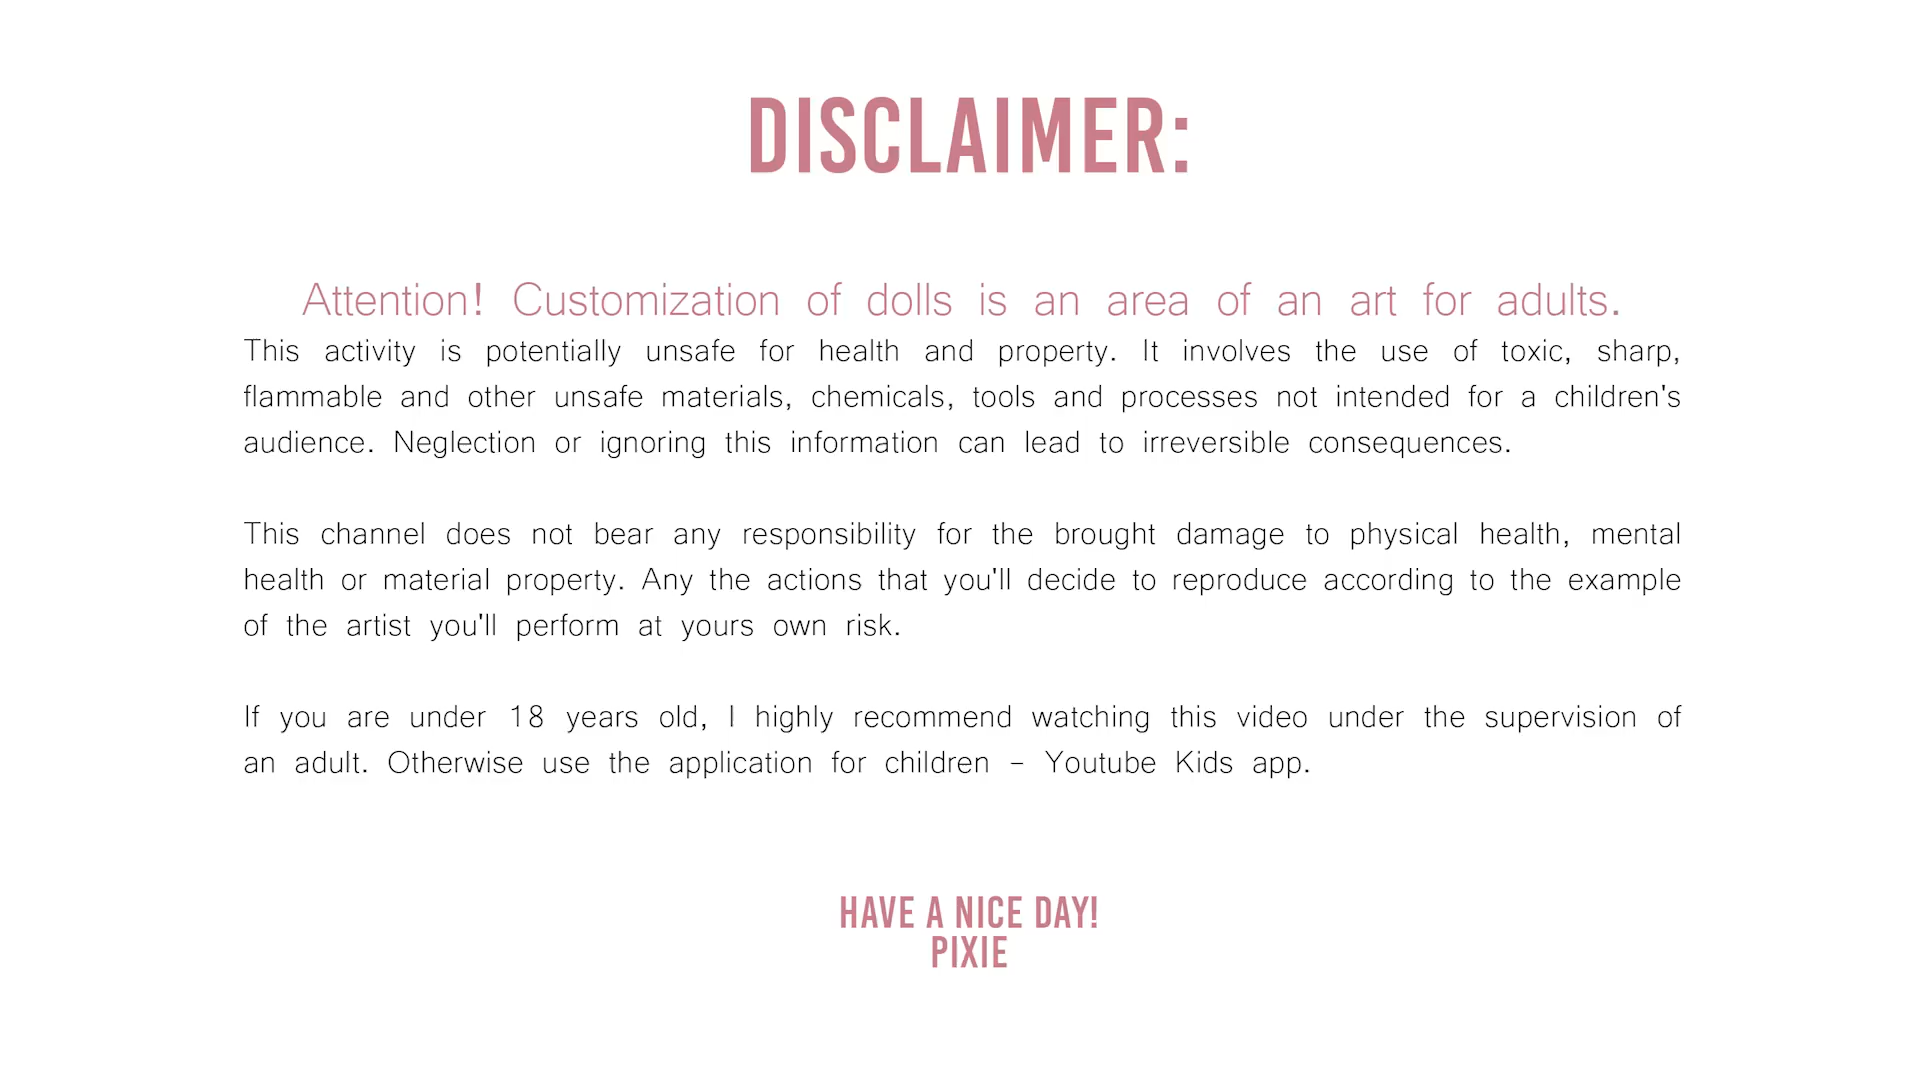 DISCLAIMER:
Attention! Customization of dolls is an area of an art for adults.
This activity is potentially unsafe for health and property. It involves the use of toxic, sharp,
flammable and other unsafe materials, chemicals, tools and processes not intended for a children's
audience. Neglection or ignoring this information can lead to irreversible consequences.
This channel does not bear any responsibility for the brought damage to physical health, mental
health or material property. Any the actions that you'll decide to reproduce according to the example
of the artist you'll perform at yours own risk.
If you are under 18 years old, I highly recommend watching this video under the supervision of
an adult. Otherwise use the application for children – Youtube Kids app.
HAVE A NICE DAY!
PIXIE